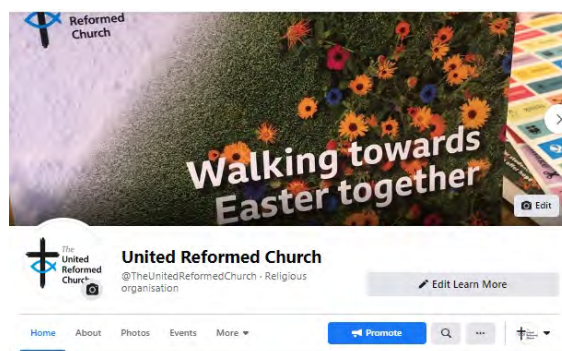 Reformed
Church
Walking towards
Easter together
Edit
The
United
Reformed
Church
United Reformed Church
@TheUnitedReformedChurch · Religious
organisation
Edit Learn More
Home About Photos Events More
Promote